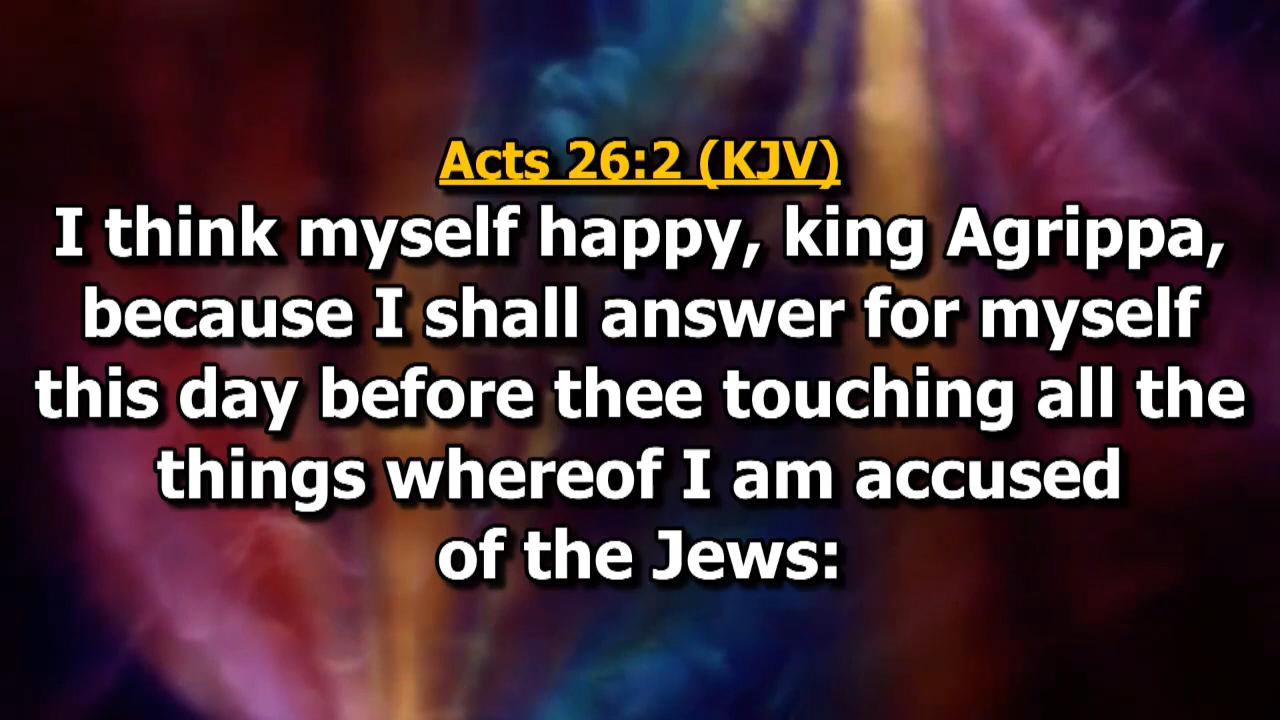 Acts 26:2 (KJV)
I think myself happy, king Agrippa,
because I shall answer for myself
this day before thee touching all the
things whereof I am accused
of the Jews: